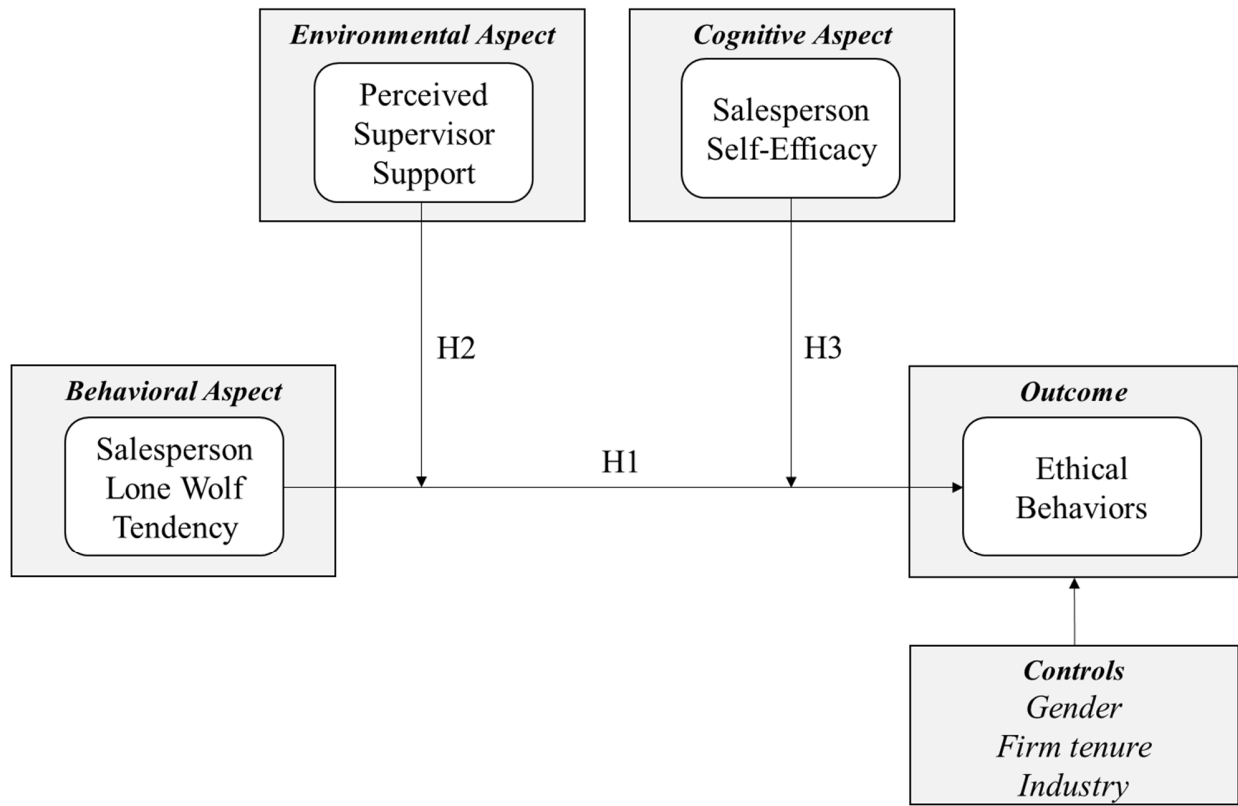 Environmental Aspect
Perceived
Supervisor
Support
Cognitive Aspect
Salesperson
Self-Efficacy
H2
H3
Behavioral Aspect
Salesperson
Lone Wolf
Tendency
H1
Outcome
Ethical
Behaviors
Controls
Gender
Firm tenure
Industry